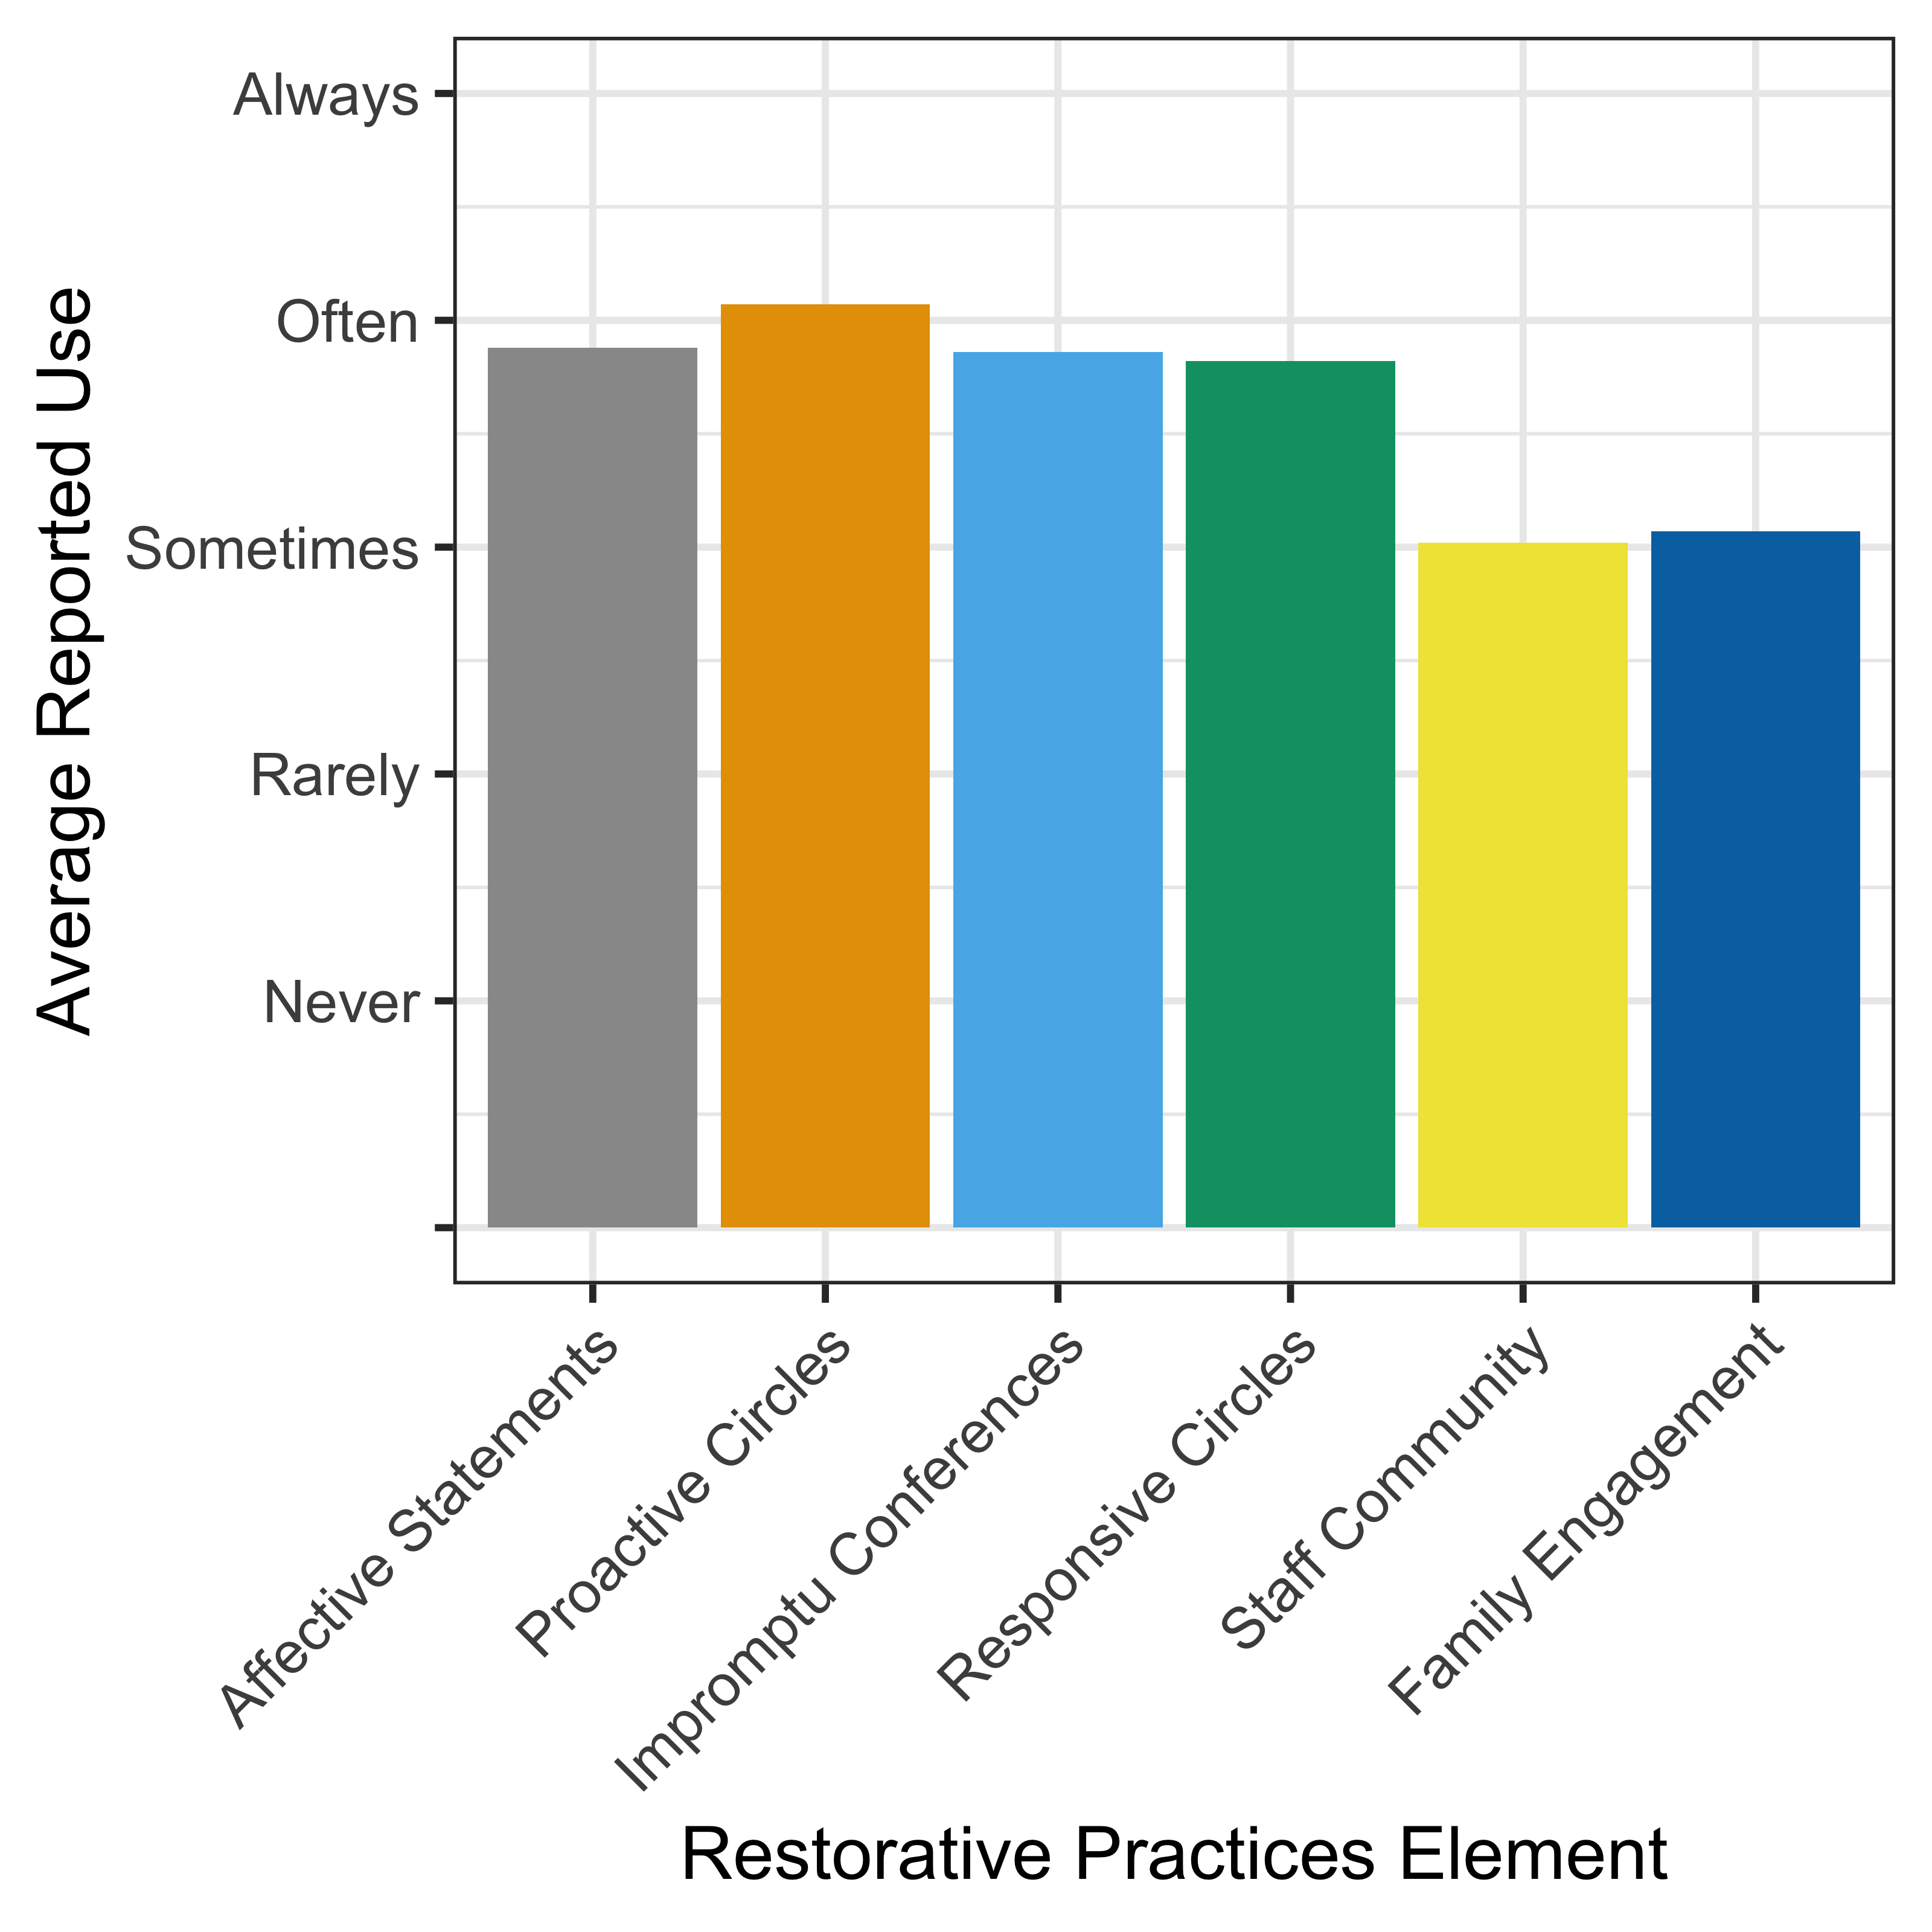 Average Reported Use
Always
Often
Sometimes
Rarely
Never
Affective Statements
Proactive Circles
Impromptu Conferences
Responsive Circles
Staff Community
Family Engagement
Restorative Practices Element